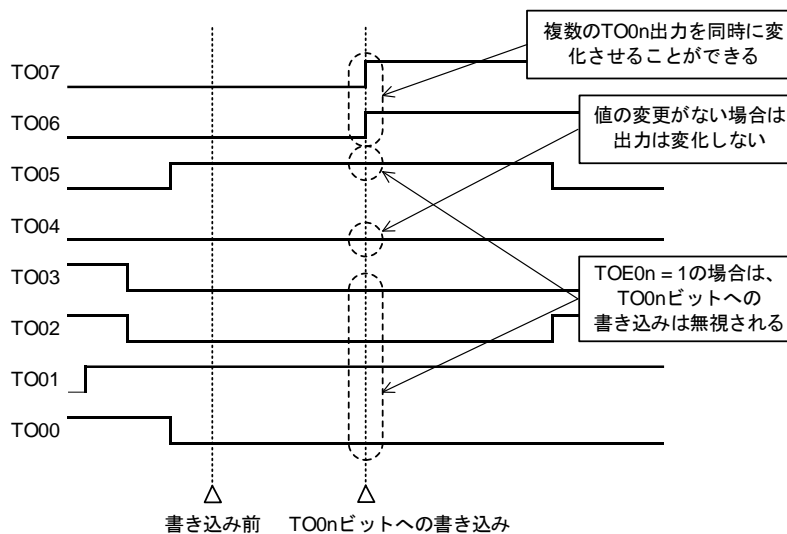 複数のTO0n出力を同時に変
化させることができる
TO07
TO06
値の変更がない場合は
出力は変化しない
TO05
TO04
TO03
TOE0n = 1の場合は、
TO0nビットへの
書き込みは無視される
TO02
TO01
TO00
書き込み前
TO0nビットへの書き込み